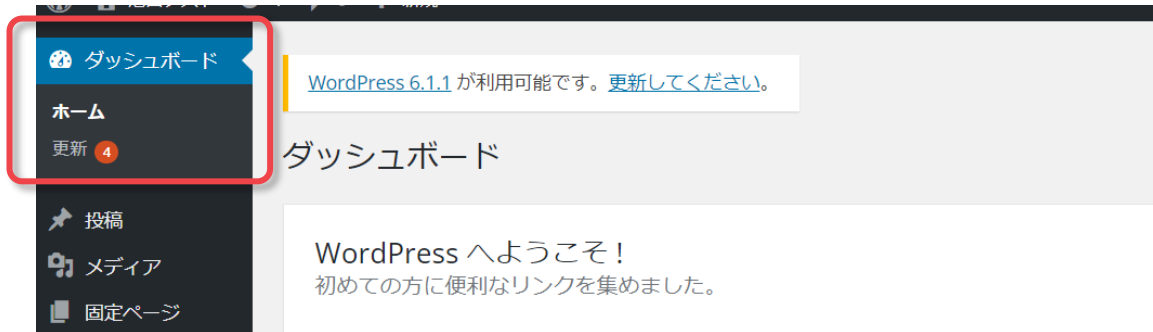 ダッシュボード
ホーム
更新 4
投稿
メディア
固定ページ
WordPress 6.1.1 が利用可能です。更新してください。
ダッシュボード
WordPress へようこそ !
初めての方に便利なリンクを集めました。